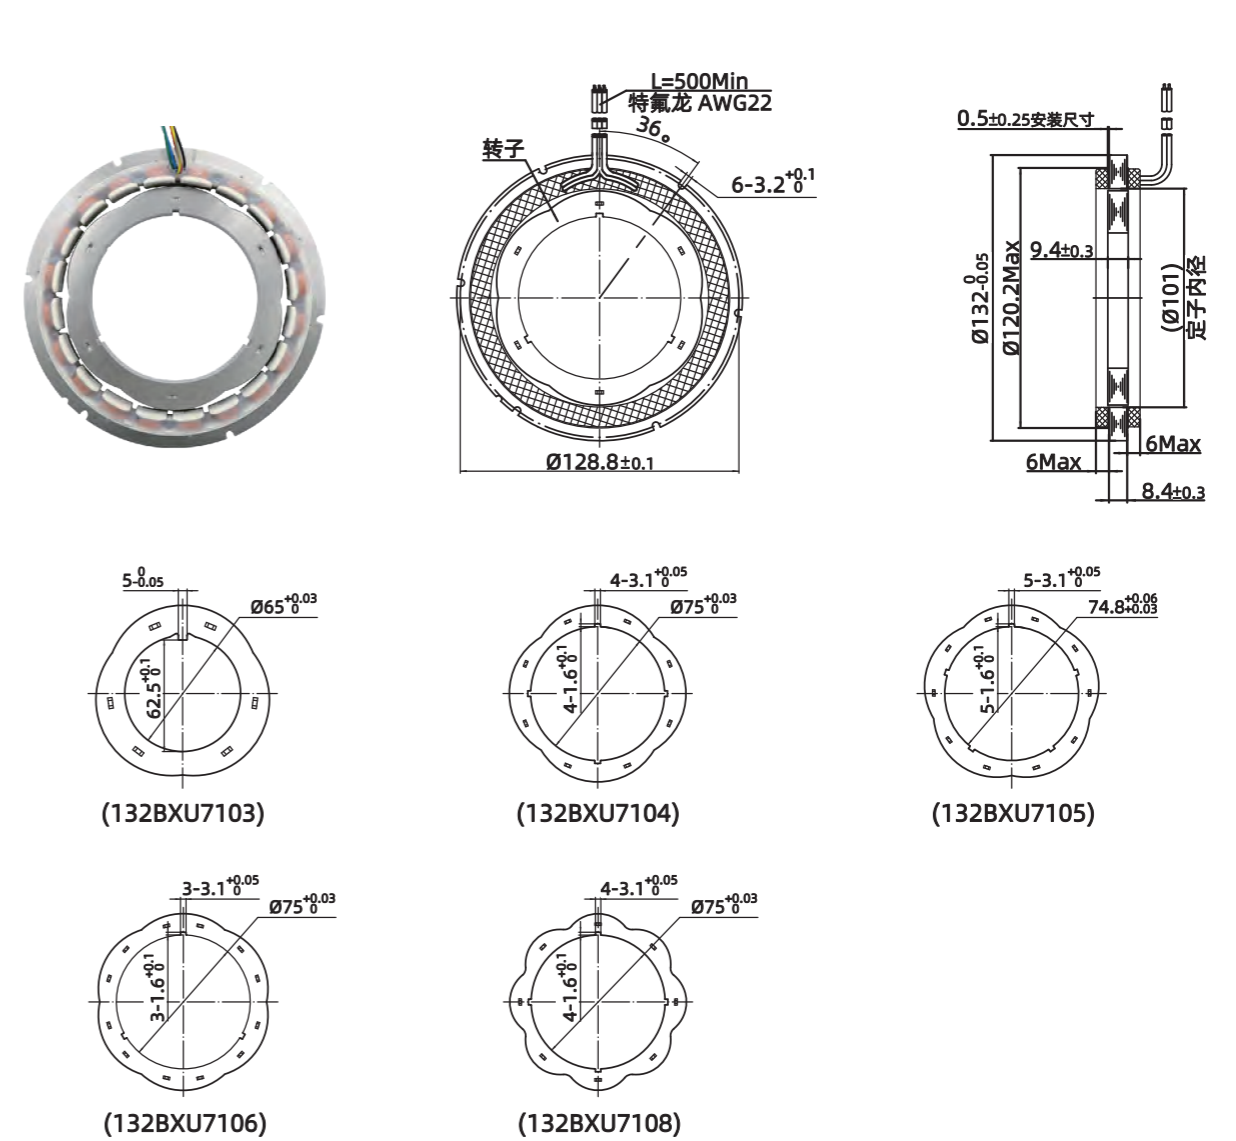 L=500Min
特氟龙 AWG22
36°
转子
6-3.2+0.1 0
Ø128.8±0.1
0.5±0.25安装尺寸
Ø132 0 -0.05
Ø120.2Max
9.4±0.3
(Ø101)
定子内径
6Max
6Max
8.4±0.3
5 0 -0.05
Ø65+0.03 0
62.5+0.1 0
(132BXU7103)
4-3.1+0.05 0
Ø75+0.03 0
4-1.6+0.1 0
(132BXU7104)
5-3.1+0.05 0
74.8+0.06 +0.03
5-1.6+0.1 0
(132BXU7105)
3-3.1+0.05 0
Ø75+0.03 0
3-1.6+0.1 0
(132BXU7106)
4-3.1+0.05 0
Ø75+0.03 0
4-1.6+0.1 0
(132BXU7108)